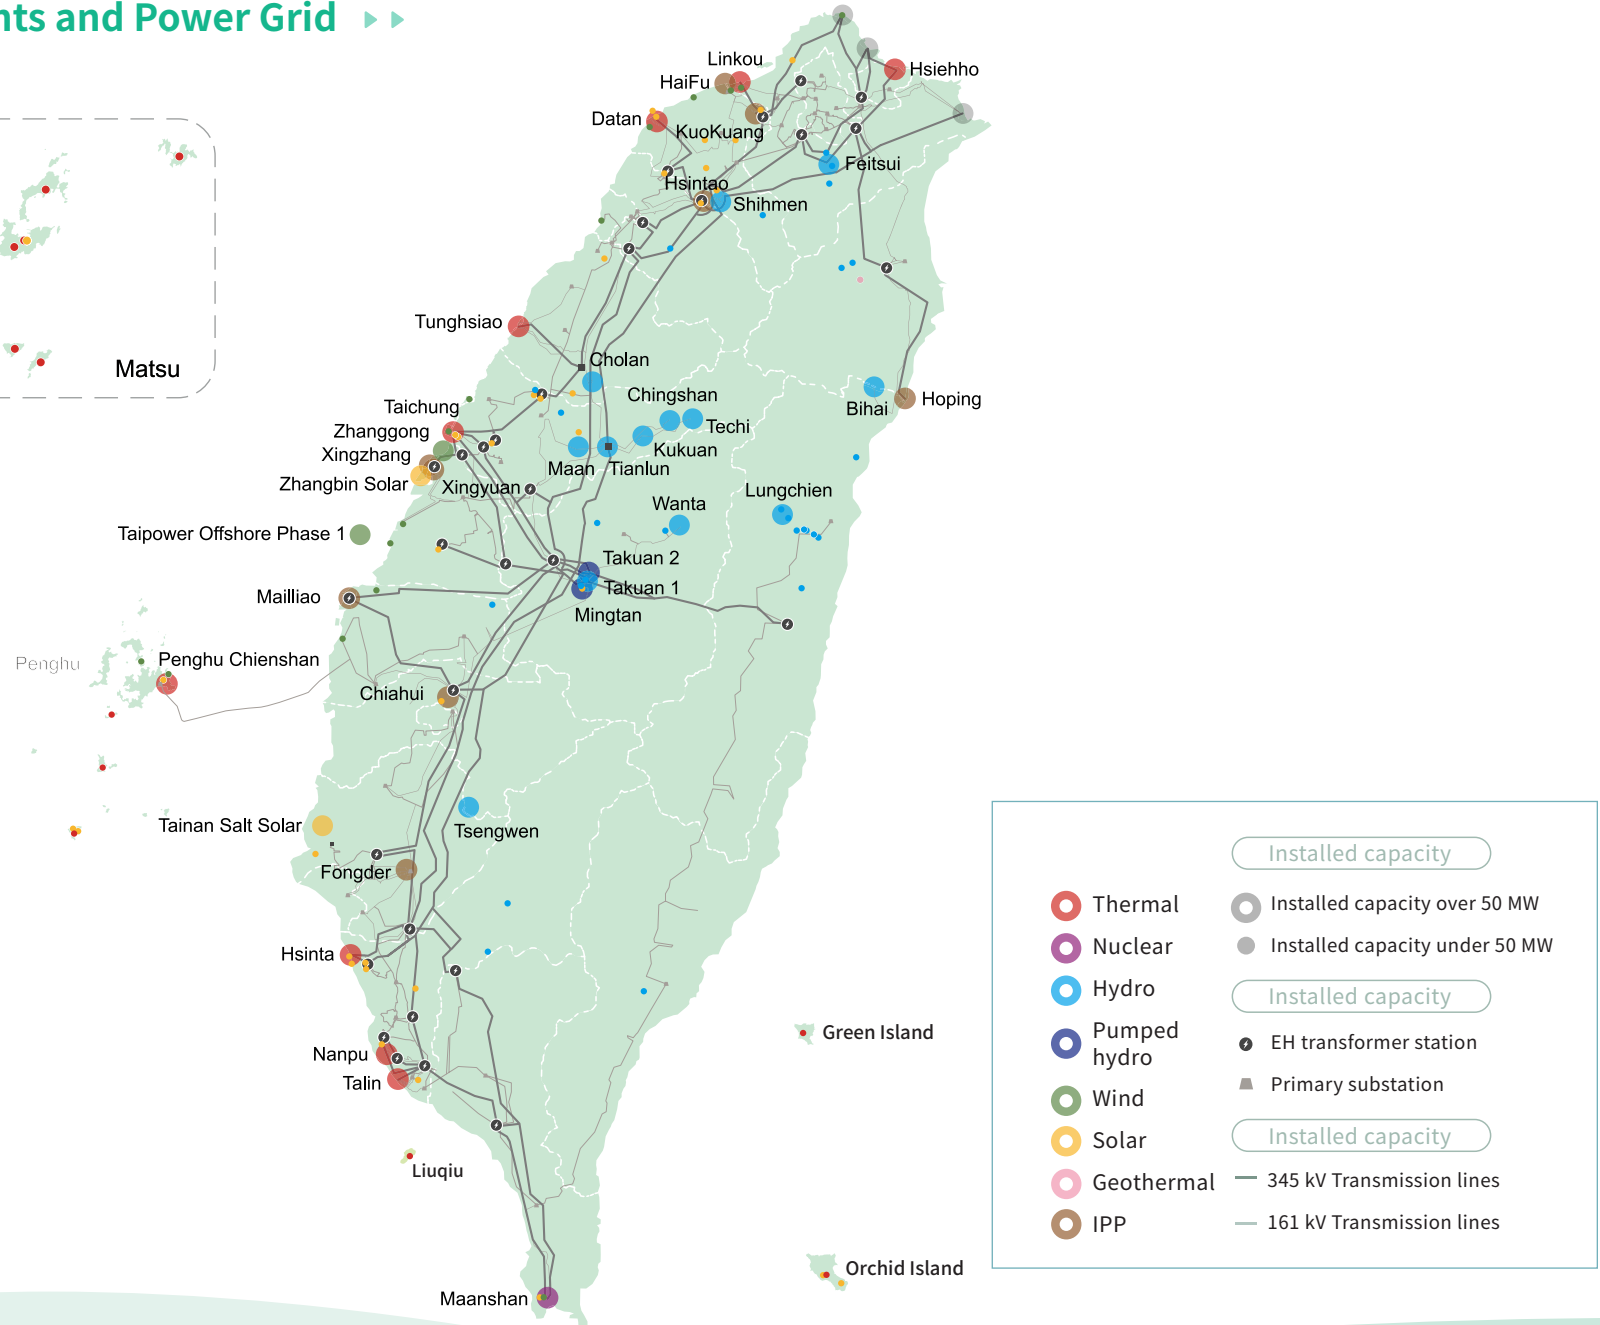 nts and Power Grid
Linkou
HaiFu
Hsiehho
Datan
KuoKuang
Feitsui
Hsintao
Shihmen
Matsu
Tunghsiao
Cholan
Chingshan
Bihai
Hoping
Taichung
Techi
Zhanggong
Kukuan
Xingzhang
Maan
Tianlun
Zhangbin Solar
Xingyuan
Lungchien
Wanta
Taipower Offshore Phase 1
Takuan 2
Takuan 1
Mailliao
Mingtan
Penghu
Penghu Chienshan
Chiahui
Tainan Salt Solar
Tsengwen
Fongder
Hsinta
Green Island
Nanpu
Talin
Liuqiu
Orchid Island
Maanshan
Thermal
Nuclear
Hydro
Pumped
hydro
Wind
Solar
Geothermal
IPP
Installed capacity
Installed capacity over 50 MW
Installed capacity under 50 MW
Installed capacity
EH transformer station
Primary substation
Installed capacity
345 kV Transmission lines
161 kV Transmission lines